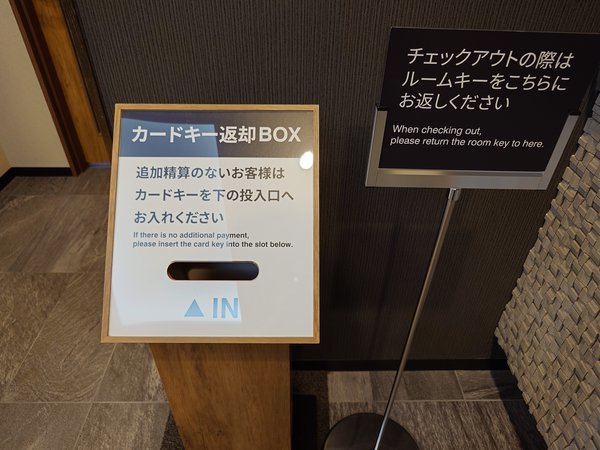 カードキー返却BOX
追加精算のないお客様は
カードキーを下の投入口へ
お入れください
If there is no additional payment,
please insert the card key into the slot below.
▲ IN
チェックアウトの際は
ルームキーをこちらに
お返しください
When checking out,
please return the room key to here.